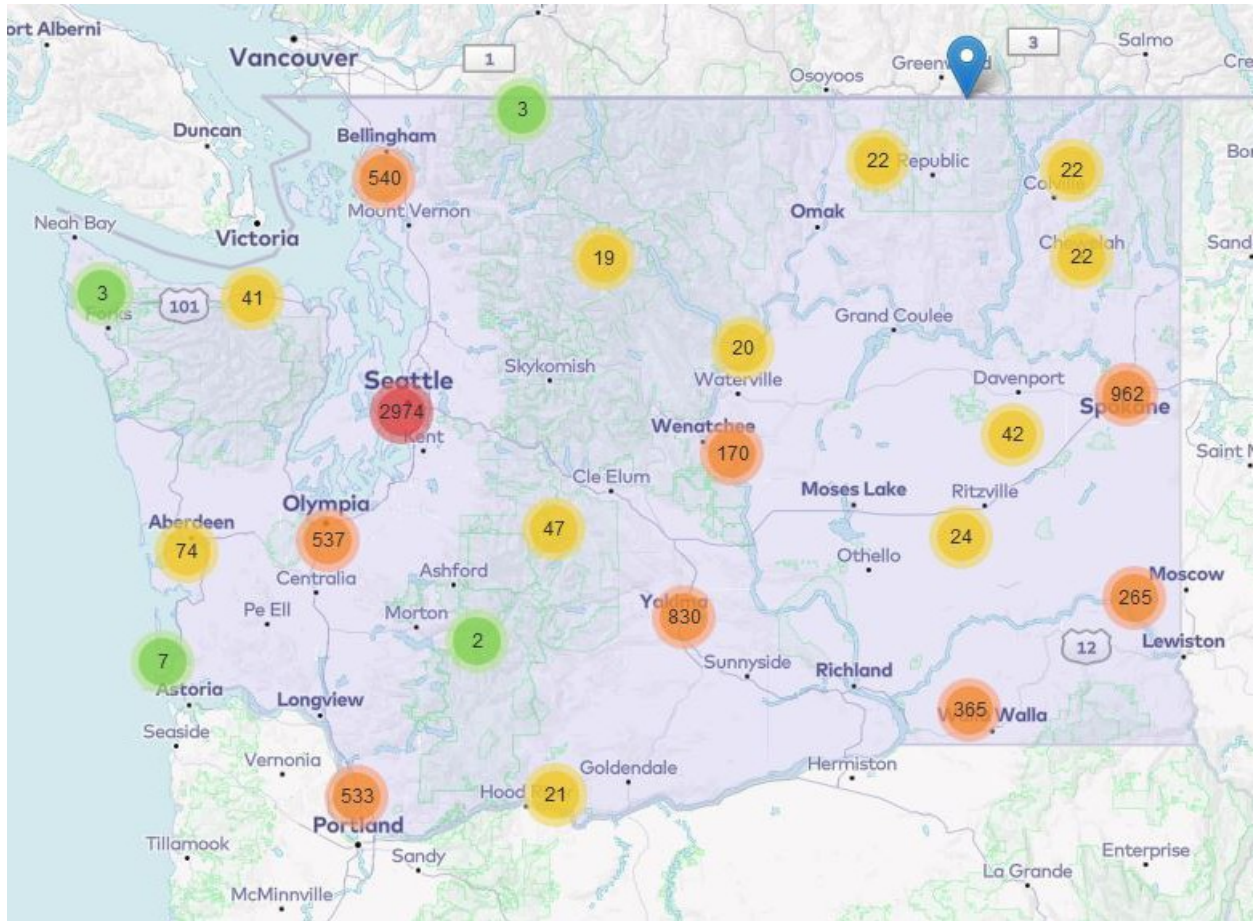 ort Alberni
Vancouver
1
3
Salmo
Osoyoos
Cre
3
Duncan
Bellingham
540
22
Republic
22
Bo
Mount Vernon
Neah Bay
Omak
Victoria
22
Sand
19
3
101
41
Forks
Grand Coulee
20
Skykomish
Waterville
Seattle
Davenport
962
2974
Spokane
Kent
Wenatchee
170
42
Saint M
Cle Elum
Moses Lake
Ritzville
Olympia
Aberdeen
74
537
47
24
Othello
Centralia
Ashford
Moscow
265
Pe Ell
Morton
Yakima
830
2
12
Lewiston
7
Sunnyside
Richland
Astoria
Longview
365
Walla
Seaside
Vernonia
Goldendale
Hermiston
533
Hood
21
Portland
Tillamook
Sandy
Enterprise
La Grande
McMinnville